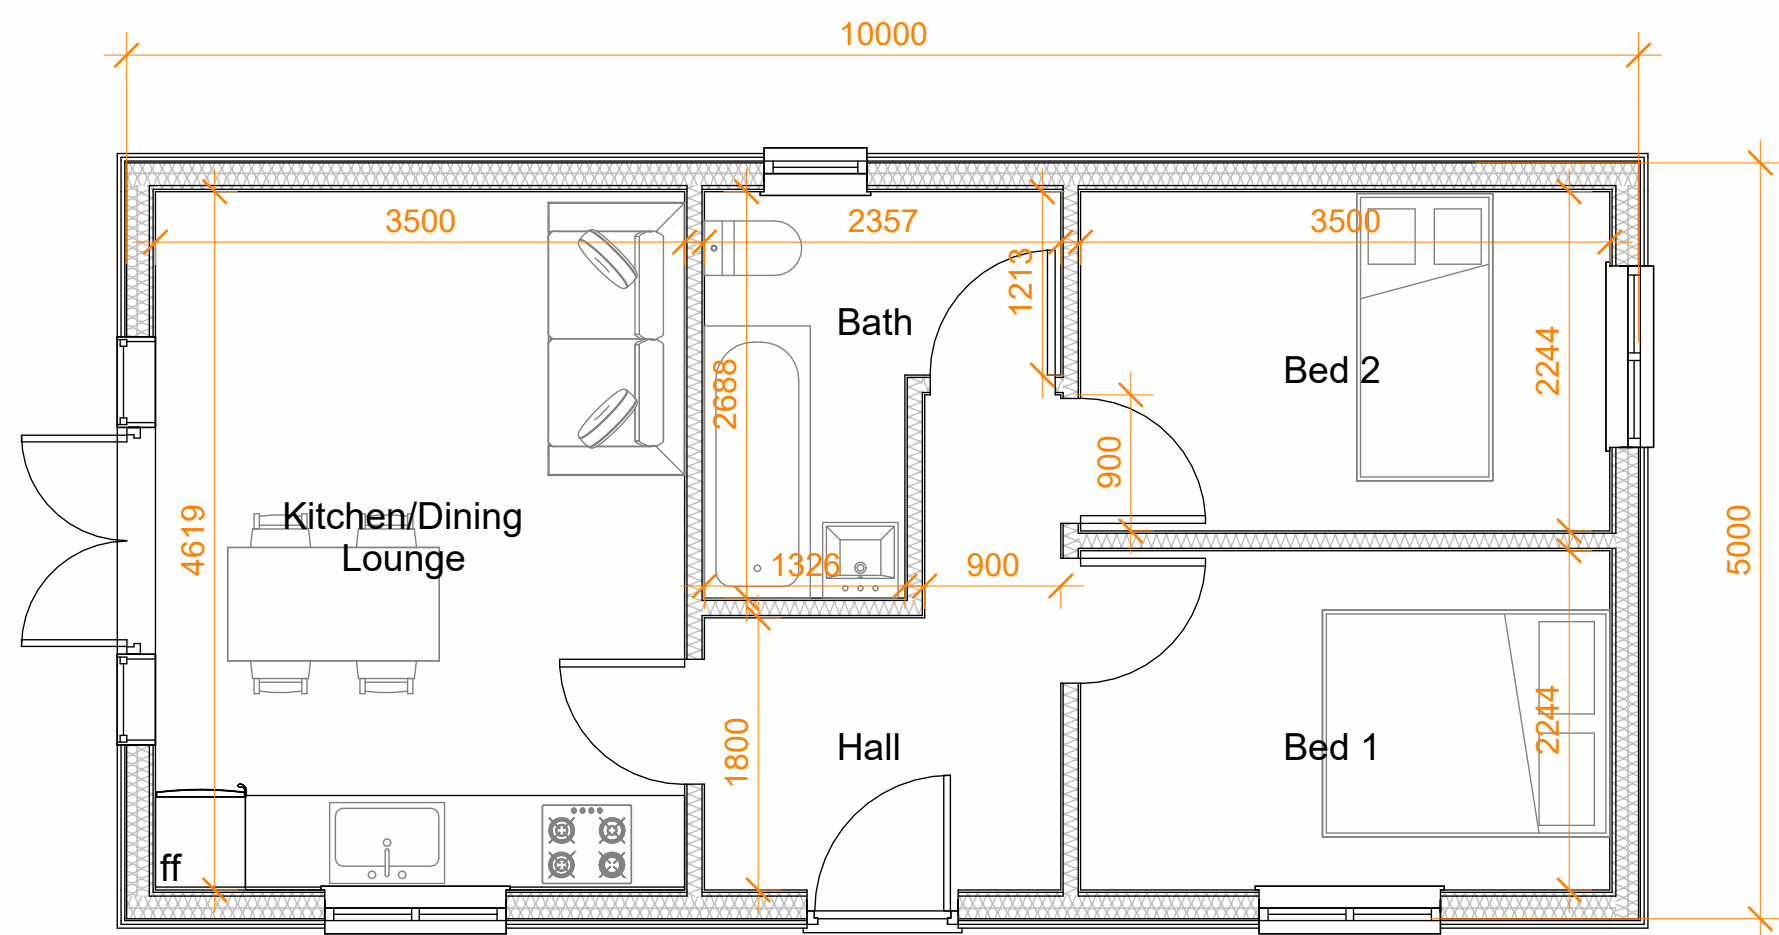 10000
3500
2357
3500
1213
Bath
2244
Bed 2
2688
900
Kitchen/Dining
Lounge
4619
5000
1326
900
1800
Hall
2244
Bed 1
ff